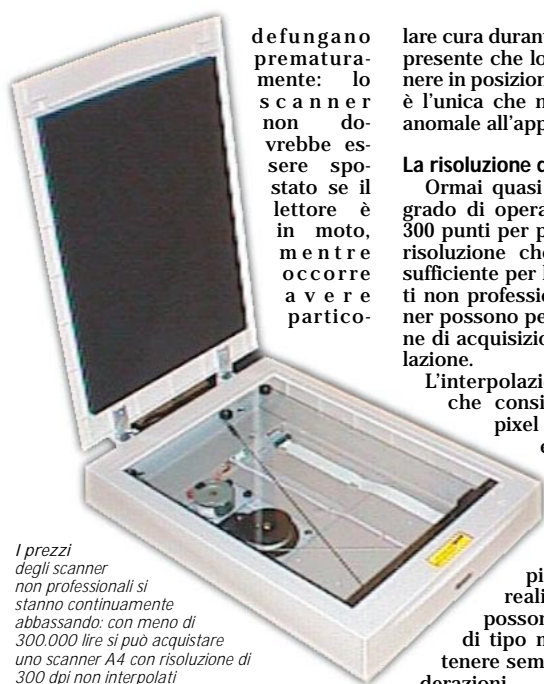 defungano
prematura-
mente: lo
scanner
non do-
vrebbe es-
sere spo-
stato se il
lettore è
in moto,
mentre
occorre
avere
partico-
I prezzi
degli scanner
non professionali si
stanno continuamente
abbassando: con meno di
300.000 lire si può acquistare
uno scanner A4 con risoluzione di
300 dpi non interpolati
lare cura durant
presente che lo
nere in posizion
è l'unica che n
anomale all'app
La risoluzione d
Ormai quasi
grado di opera
300 punti per p
risoluzione che
sufficiente per l
ti non professio
ner possono pe
ne di acquisizio
lazione.
L'interpolazi
che consi
pixel
e
pi
reali
posson
di tipo n
tenere sem
derazioni